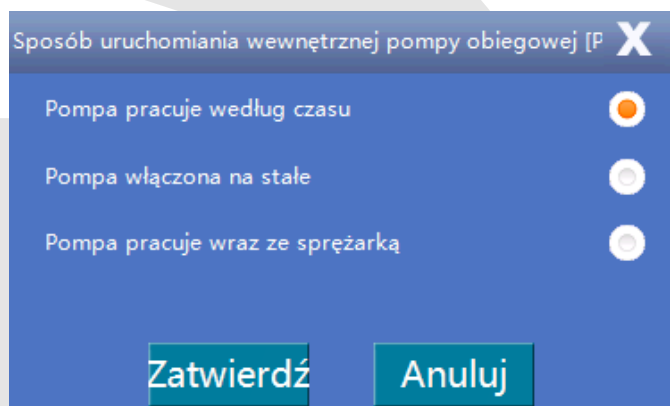 Sposób uruchomiania wewnętrznej pompy obiegowej [P X
Pompa pracuje według czasu
Pompa włączona na stałe
Pompa pracuje wraz ze sprężarką
Zatwierdź Anuluj